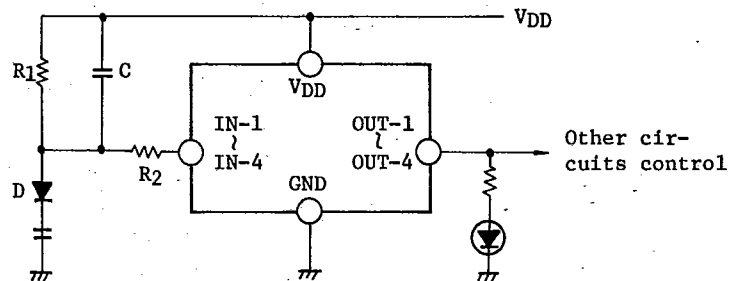 VDD
R1
C
VDD
IN-1
~
IN-4
OUT-1
~
OUT-4
Other cir-
cuits control
R2
GND
D